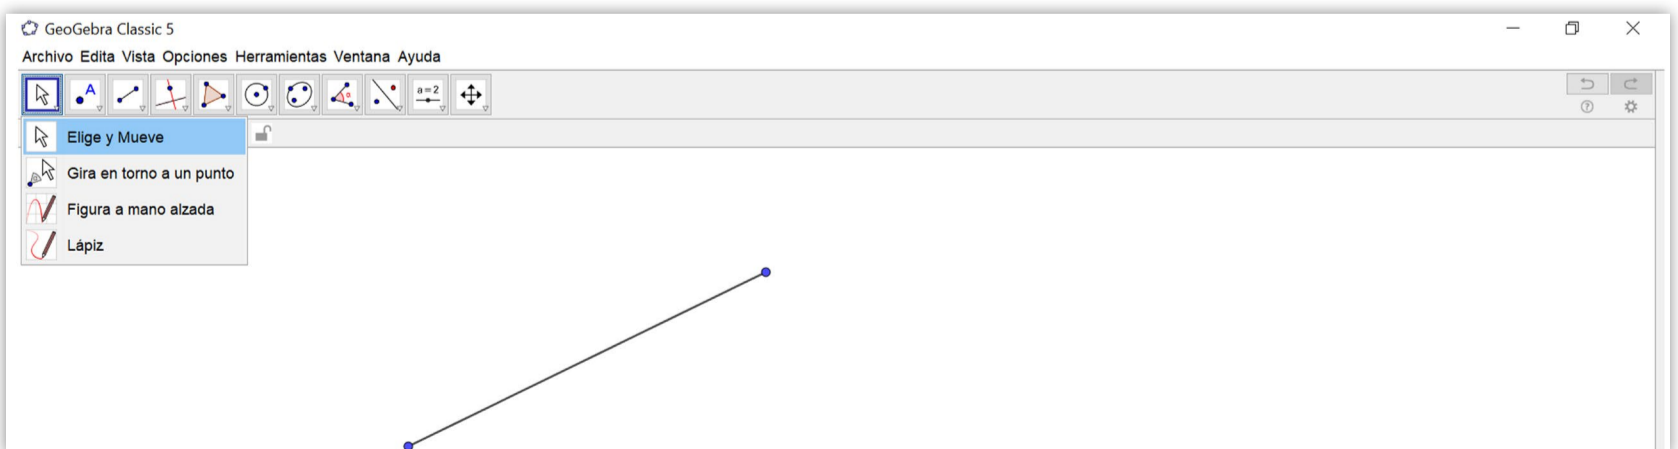 GeoGebra Classic 5
Archivo Edita Vista Opciones Herramientas Ventana Ayuda
A
α
a=2
Elige y Mueve
Gira en torno a un punto
Figura a mano alzada
Lápiz